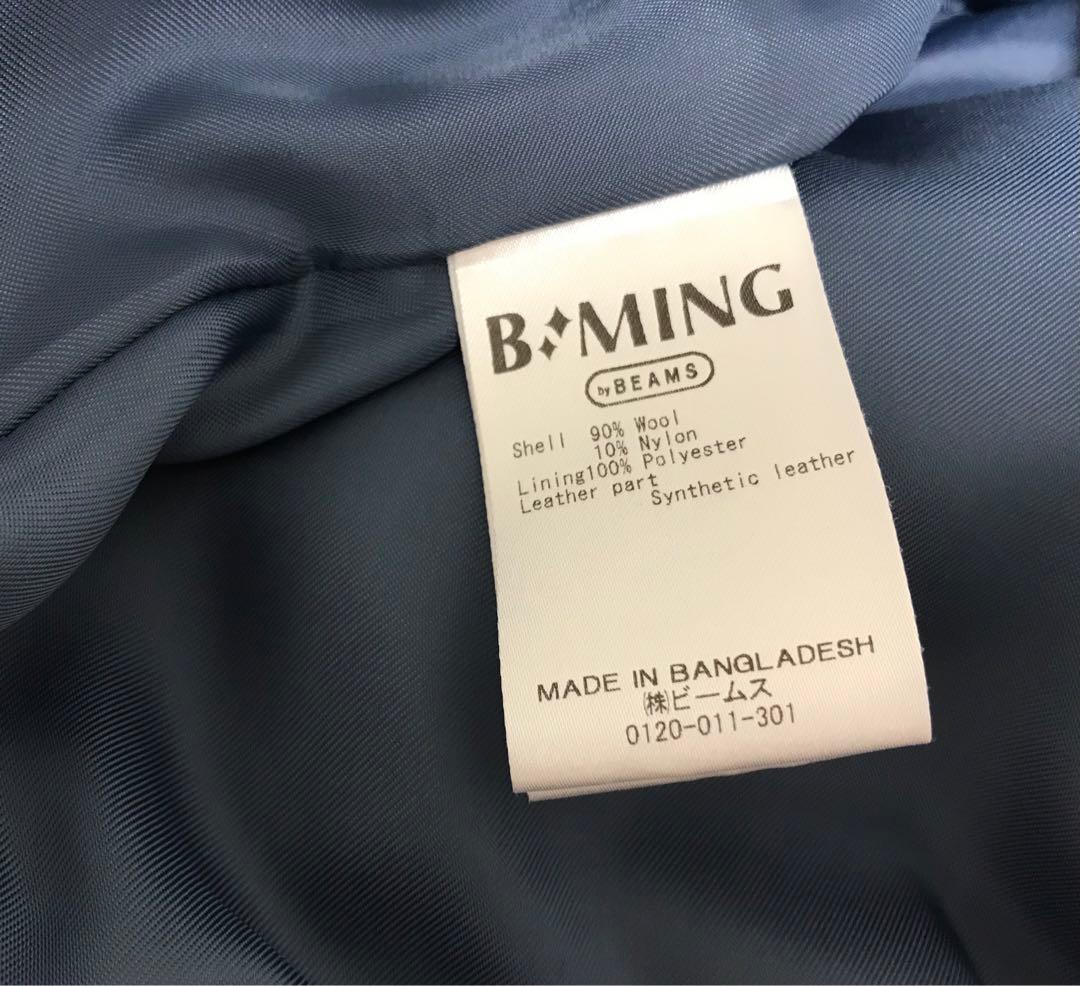 B MING
by BEAMS
Shell 90% Wool
10% Nylon
Lining100% Polyester
Leather part
Synthetic leather
MADE IN BANGLADESH
㈱ビームス
0120-011-301